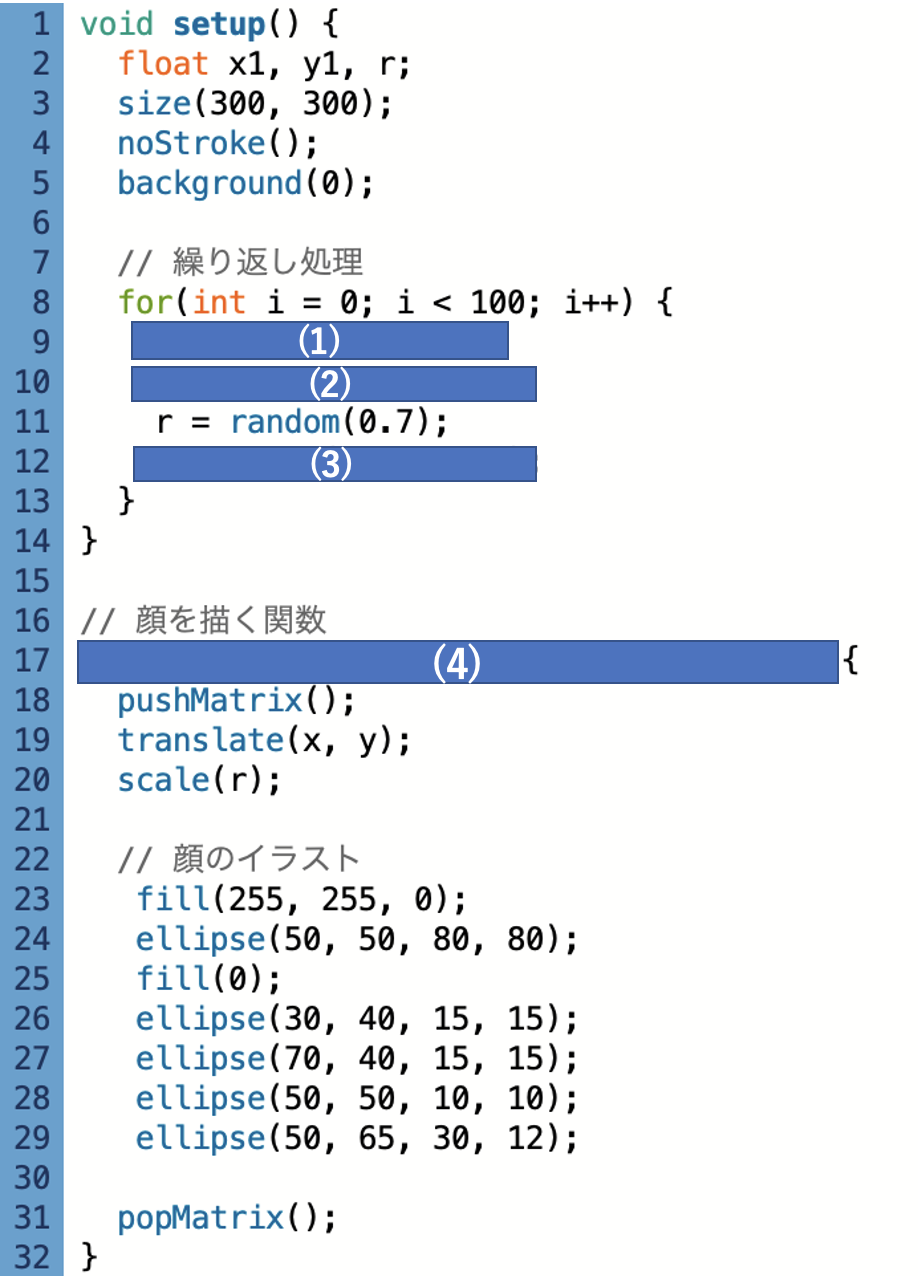 1 void setup() {
2 float x1, y1, r;
3 size(300, 300);
4 noStroke();
5 background(0);
6
7 // 繰り返し処理
8 for(int i = 0; i < 100; i++) {
9 (1)
10 (2)
11 r = random(0.7);
12 (3)
13 }
14 }
15
16 // 顔を描く関数
17 (4) {
18 pushMatrix();
19 translate(x, y);
20 scale(r);
21
22 // 顔のイラスト
23 fill(255, 255, 0);
24 ellipse(50, 50, 80, 80);
25 fill(0);
26 ellipse(30, 40, 15, 15);
27 ellipse(70, 40, 15, 15);
28 ellipse(50, 50, 10, 10);
29 ellipse(50, 65, 30, 12);
30
31 popMatrix();
32 }